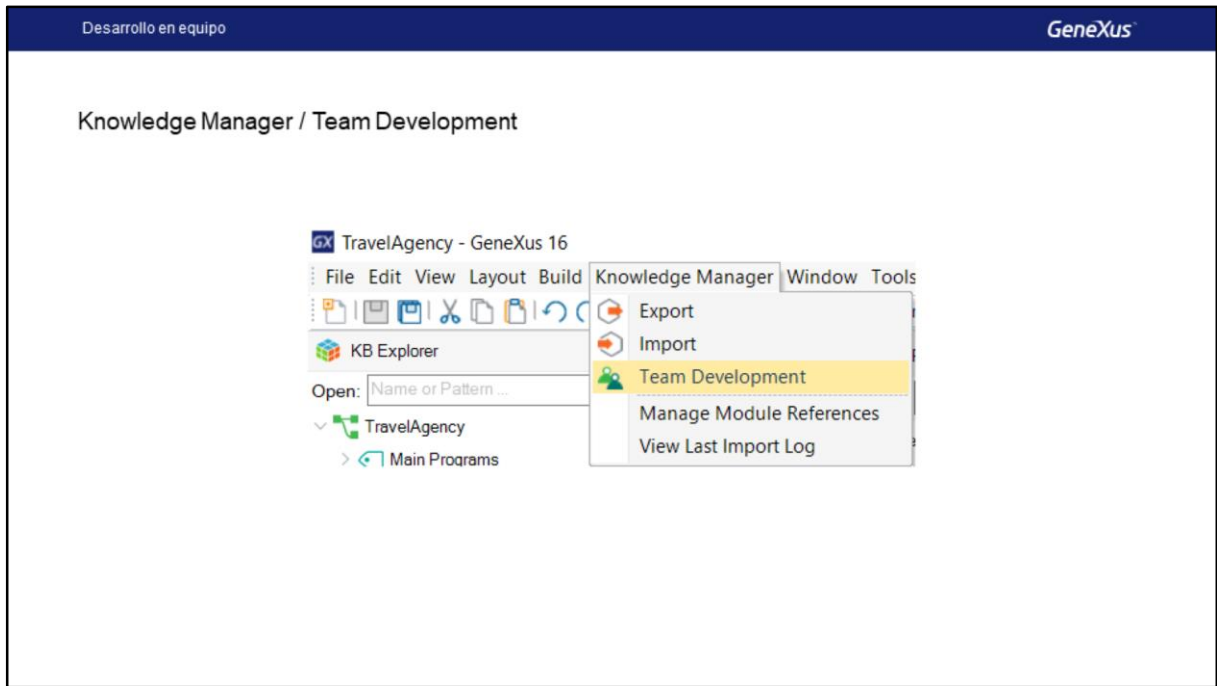 Desarrollo en equipo
GeneXus
Knowledge Manager / Team Development
GX TravelAgency - GeneXus 16
File Edit View Layout Build Knowledge Manager Window Tools
Export
KB Explorer
Import
Open: Name or Pattern ...
Team Development
TravelAgency
Manage Module References
Main Programs
View Last Import Log